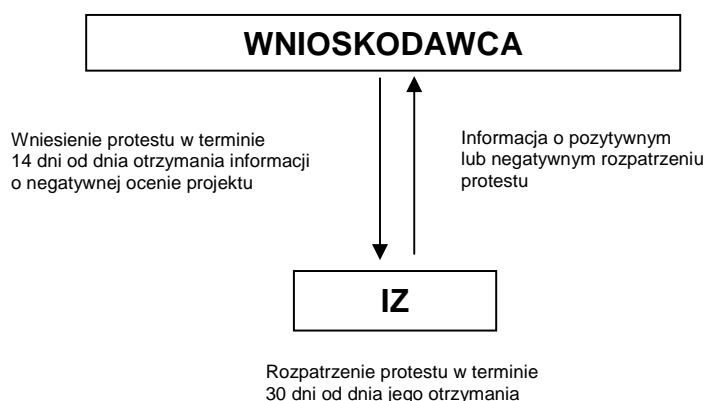 WNIOSKODAWCA
Wniesienie protestu w terminie
14 dni od dnia otrzymania informacji
o negatywnej ocenie projektu
Informacja o pozytywnym
lub negatywnym rozpatrzeniu
protestu
IZ
Rozpatrzenie protestu w terminie
30 dni od dnia jego otrzymania